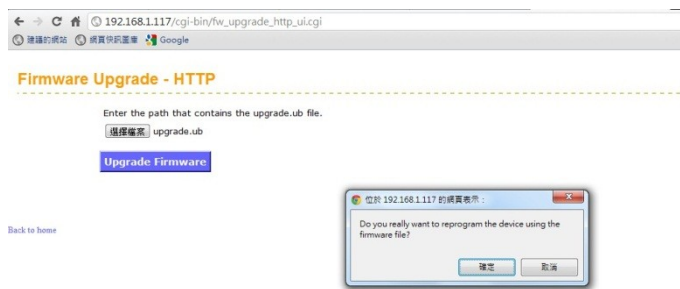 192.168.1.117/cgi-bin/fw_upgrade_http_ui.cgi
建議的網站 網頁快訊圖庫 Google
Firmware Upgrade - HTTP
Enter the path that contains the upgrade.ub file.
選擇檔案 upgrade.ub
Upgrade Firmware
位於 192.168.1.117 的網頁表示：
Do you really want to reprogram the device using the
firmware file?
確定 取消
Back to home